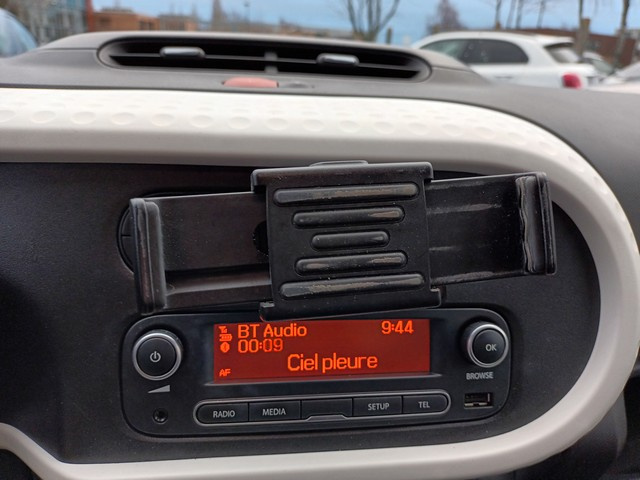 BT Audio 9:44
00:09
Ciel pleure
AF
OK
BROWSE
RADIO MEDIA SETUP TEL